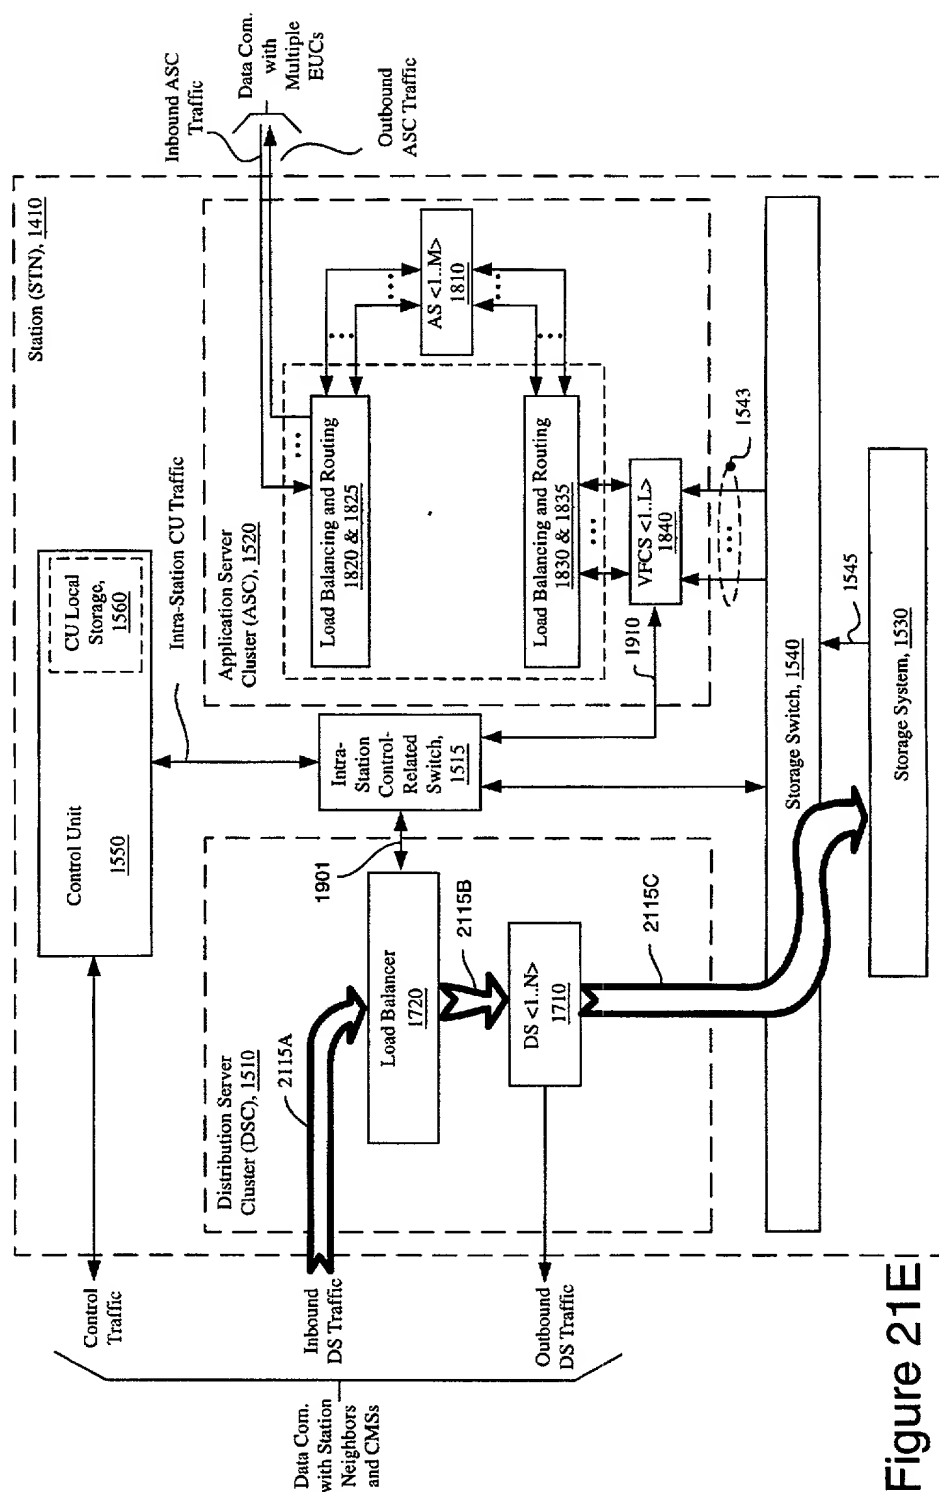 Station (STN), 1410
Control
Traffic
Control Unit
1550
CU Local
Storage,
1560
Intra-Station CU Traffic
Inbound ASC
Traffic
Data Com.
with
Multiple
EUCs
Outbound
ASC Traffic
Data Com.
with Station
Neighbors
and CMSs
Inbound
DS Traffic
Outbound
DS Traffic
Distribution Server
Cluster (DSC), 1510
2115A
Load Balancer
1720
2115B
DS <1..N>
1710
2115C
1901
Intra-
Station
Control-
Related
Switch,
1515
1910
Application Server
Cluster (ASC), 1520
Load Balancing and Routing
1820 & 1825
AS <1..M>
1810
Load Balancing and Routing
1830 & 1835
VFCS <1..L>
1840
1543
Storage Switch, 1540
1545
Storage System, 1530
Figure 21E